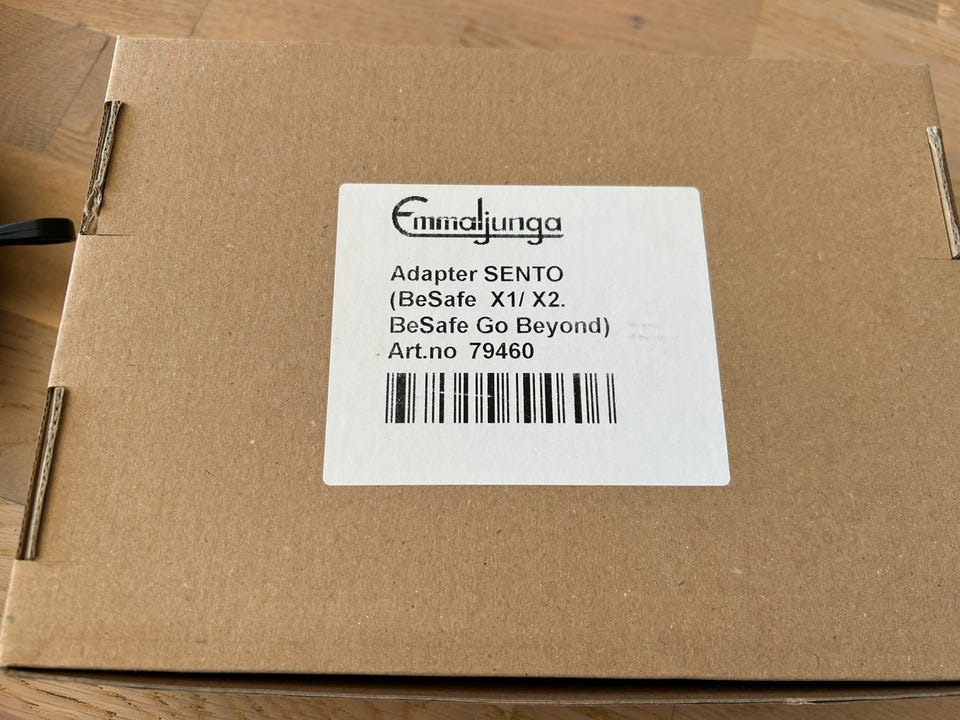 Emmaljunga
Adapter SENTO
(BeSafe X1/ X2.
BeSafe Go Beyond)
Art.no 79460